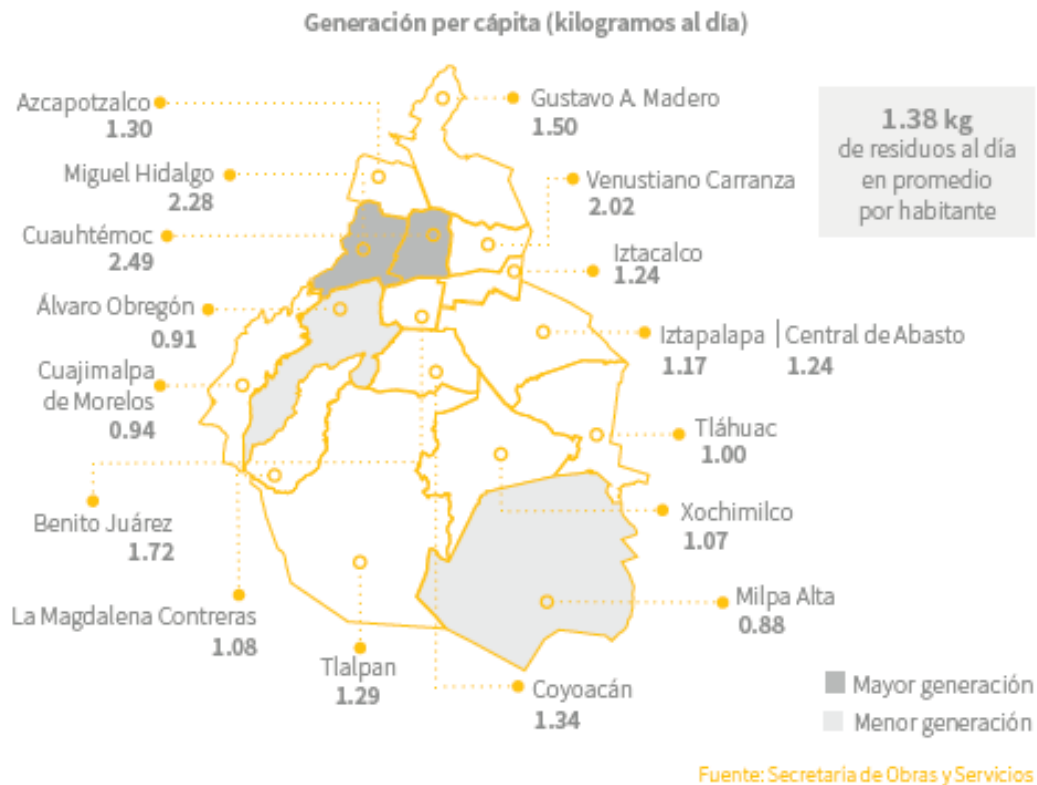 Generación per cápita (kilogramos al día)
Azcapotzalco
1.30
Gustavo A. Madero
1.50
1.38 kg
de residuos al día
en promedio
por habitante
Miguel Hidalgo
2.28
Venustiano Carranza
2.02
Cuauhtémoc
2.49
Iztacalco
1.24
Álvaro Obregón
0.91
Iztapalapa | Central de Abasto
1.17 1.24
Cuajimalpa
de Morelos
0.94
Tláhuac
1.00
Benito Juárez
1.72
Xochimilco
1.07
La Magdalena Contreras
1.08
Milpa Alta
0.88
Tlalpan
1.29
Coyoacán
1.34
Mayor generación
Menor generación
Fuente: Secretaría de Obras y Servicios